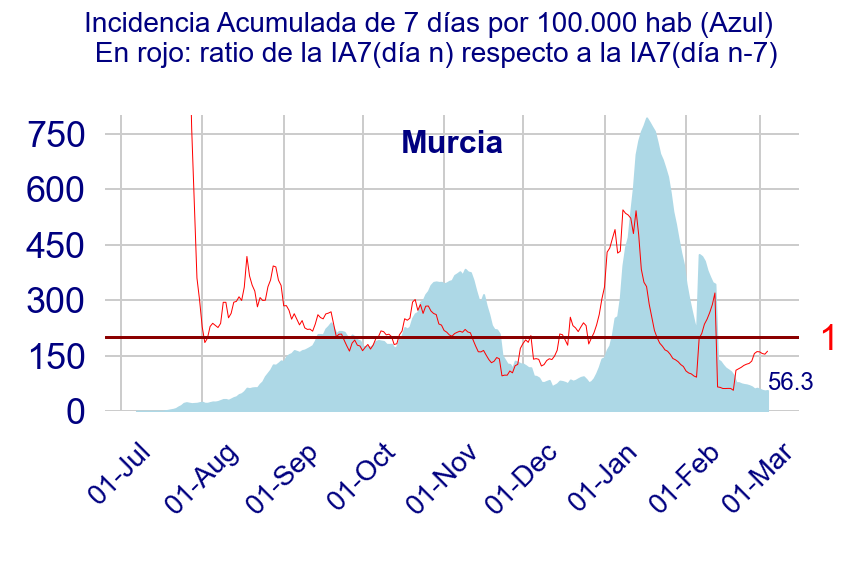 Incidencia Acumulada de 7 días por 100.000 hab (Azul)
En rojo: ratio de la IA7(día n) respecto a la IA7(día n-7)
Murcia
750
600
450
300
150
0
1
56.3
01-Jul
01-Aug
01-Sep
01-Oct
01-Nov
01-Dec
01-Jan
01-Feb
01-Mar